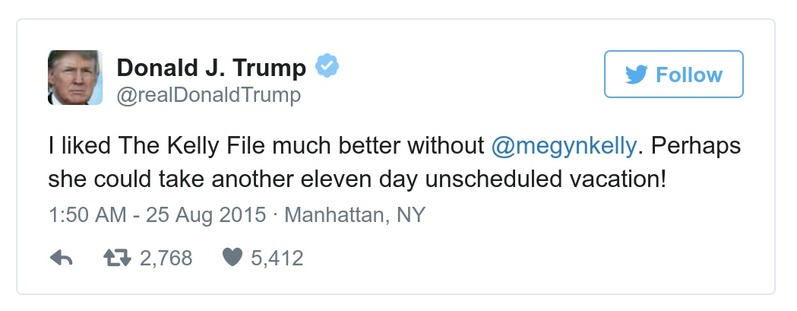 Donald J. Trump
@realDonaldTrump
Follow
I liked The Kelly File much better without @megynkelly. Perhaps
she could take another eleven day unscheduled vacation!
1:50 AM - 25 Aug 2015 · Manhattan, NY
2,768 5,412